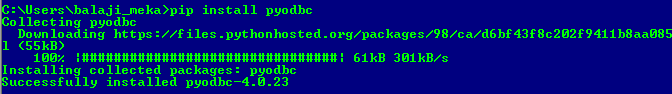 C:\Users\balaji_meka>pip install pyodbc
Collecting pyodbc
  Downloading https://files.pythonhosted.org/packages/98/ca/d6bf43f8c202f9411b8aa085
l (55kB)
    100% |################################| 61kB 301kB/s
Installing collected packages: pyodbc
Successfully installed pyodbc-4.0.23